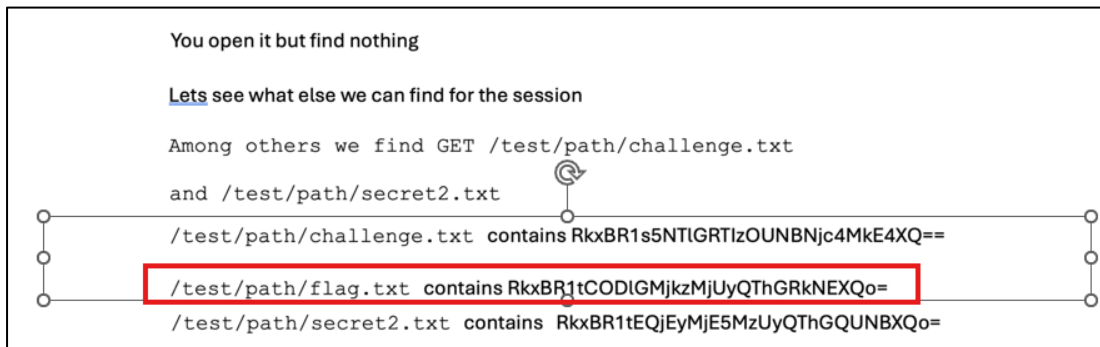 You open it but find nothing
Lets see what else we can find for the session
Among others we find GET /test/path/challenge.txt
and /test/path/secret2.txt
/test/path/challenge.txt contains RkxBR1s5NTlGRTIzOUNBNjc4MkE4XQ==
/test/path/flag.txt contains RkxBR1tCODlGMjkzMjUyQThGRkNEXQo=
/test/path/secret2.txt contains RkxBR1tEQjEyMjE5MzUyQThGQUNBXQo=